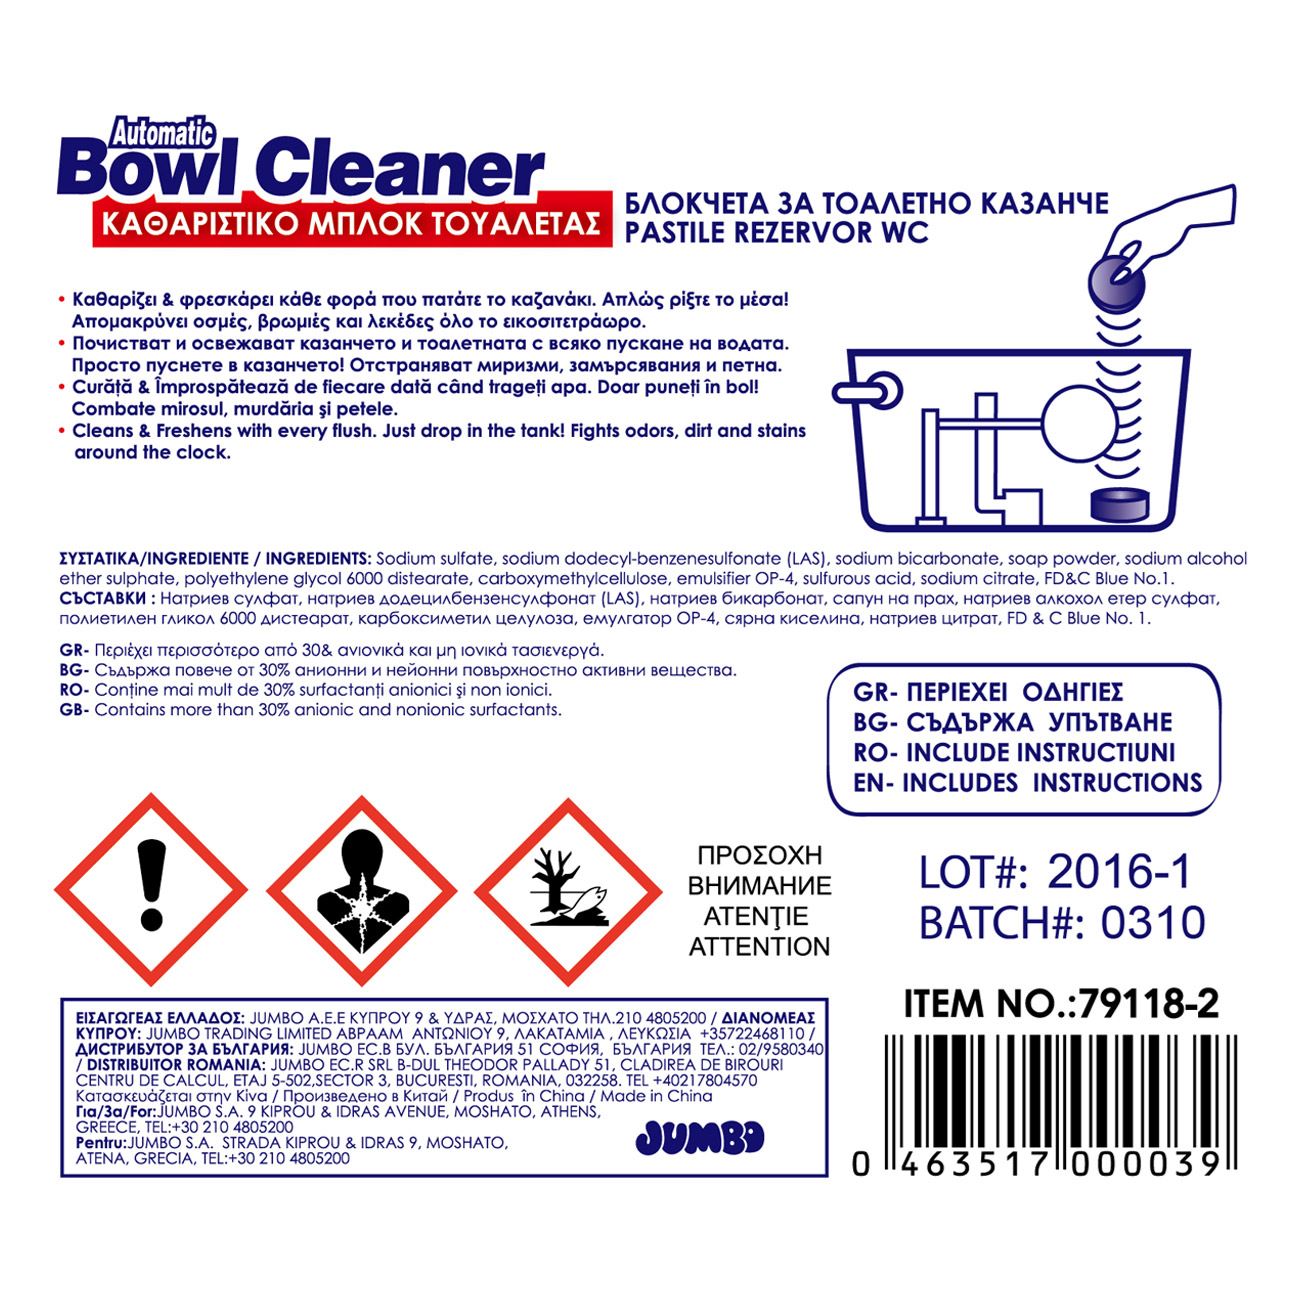 Automatic
Bowl Cleaner
ΚΑΘΑΡΙΣΤΙΚΟ ΜΠΛΟΚ ΤΟΥΑΛΕΤΑΣ
БЛОКЧЕТА ЗА ТОАЛЕТНО КАЗАНЧЕ
PASTILE REZERVOR WC
• Καθαρίζει & φρεσκάρει κάθε φορά που πατάτε το καζανάκι. Απλώς ρίξτε το μέσα!
Απομακρύνει οσμές, βρωμιές και λεκέδες όλο το εικοσιτετράωρο.
• Почистват и освежават казанчето и тоалетната с всяко пускане на водата.
Просто пуснете в казанчето! Отстраняват миризми, замърсявания и петна.
• Curăță & Împrospătează de fiecare dată când trageți apa. Doar puneți în bol!
Combate mirosul, murdăria şi petele.
• Cleans & Freshens with every flush. Just drop in the tank! Fights odors, dirt and stains
around the clock.
ΣΥΣΤΑΤΙΚΑ/INGREDIENTE / INGREDIENTS: Sodium sulfate, sodium dodecyl-benzenesulfonate (LAS), sodium bicarbonate, soap powder, sodium alcohol
ether sulphate, polyethylene glycol 6000 distearate, carboxymethylcellulose, emulsifier OP-4, sulfurous acid, sodium citrate, FD&C Blue No.1.
СЪСТАВКИ : Натриев сулфат, натриев додецилбензенсулфонат (LAS), натриев бикарбонат, сапун на прах, натриев алкохол етер сулфат,
полиетилен гликол 6000 дистеарат, карбоксиметил целулоза, емулгатор OP-4, сярна киселина, натриев цитрат, FD & C Blue No. 1.
GR- Περιέχει περισσότερο από 30& ανιονικά και μη ιονικά τασιενεργά.
BG- Съдържа повече от 30% анионни и нейонни повърхностно активни вещества.
RO- Conține mai mult de 30% surfactanți anionici şi non ionici.
GB- Contains more than 30% anionic and nonionic surfactants.
GR- ΠΕΡΙΕΧΕΙ ΟΔΗΓΙΕΣ
BG- СЪДЪРЖА УПЪТВАНЕ
RO- INCLUDE INSTRUCTIUNI
EN- INCLUDES INSTRUCTIONS
ΠΡΟΣΟΧΗ
ВНИМАНИЕ
ATENŢIE
ATTENTION
LOT#: 2016-1
BATCH#: 0310
ΕΙΣΑΓΩΓΕΑΣ ΕΛΛΑΔΟΣ: JUMBO A.E.E ΚΥΠΡΟΥ 9 & ΥΔΡΑΣ, ΜΟΣΧΑΤΟ ΤΗΛ.210 4805200 / ΔΙΑΝΟΜΕΑΣ
ΚΥΠΡΟΥ: JUMBO TRADING LIMITED ΑΒΡΑΑΜ ΑΝΤΩΝΙΟΥ 9, ΛΑΚΑΤΑΜΙΑ , ΛΕΥΚΩΣΙΑ +35722468110 /
ДИСТРИБУТОР ЗА БЪЛГАРИЯ: JUMBO EC.B БУЛ. БЪЛГАРИЯ 51 СОФИЯ, БЪЛГАРИЯ ТЕЛ.: 02/9580340
/ DISTRIBUITOR ROMANIA: JUMBO EC.R SRL B-DUL THEODOR PALLADY 51, CLADIREA DE BIROURI
CENTRU DE CALCUL, ETAJ 5-502,SECTOR 3, BUCURESTI, ROMANIA, 032258. TEL +40217804570
Κατασκευάζεται στην Κίνα / Произведено в Китай / Produs în China / Made in China
Για/За/For:JUMBO S.A. 9 KIPROU & IDRAS AVENUE, MOSHATO, ATHENS,
GREECE, TEL:+30 210 4805200
Pentru:JUMBO S.A. STRADA KIPROU & IDRAS 9, MOSHATO,
ATENA, GRECIA, TEL:+30 210 4805200
JUMBO
ITEM NO.:79118-2
0 463517 000039